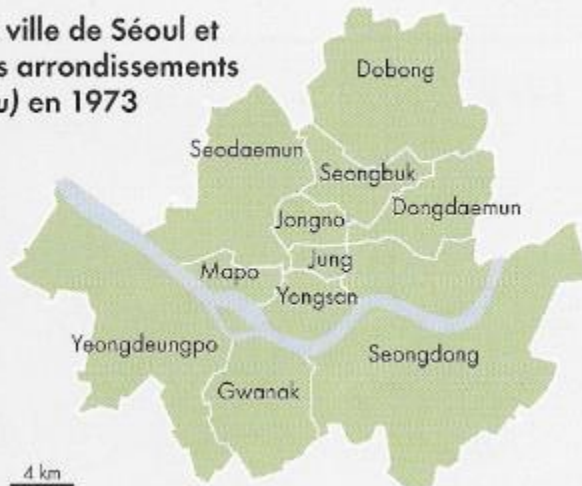 ville de Séoul et
s arrondissements
u) en 1973
Dobong
Seodaemun
Seongbuk
Jongno
Dongdaemun
Jung
Mapo
Yongsan
Yeongdeungpo
Seongdong
Gwanak
4 km